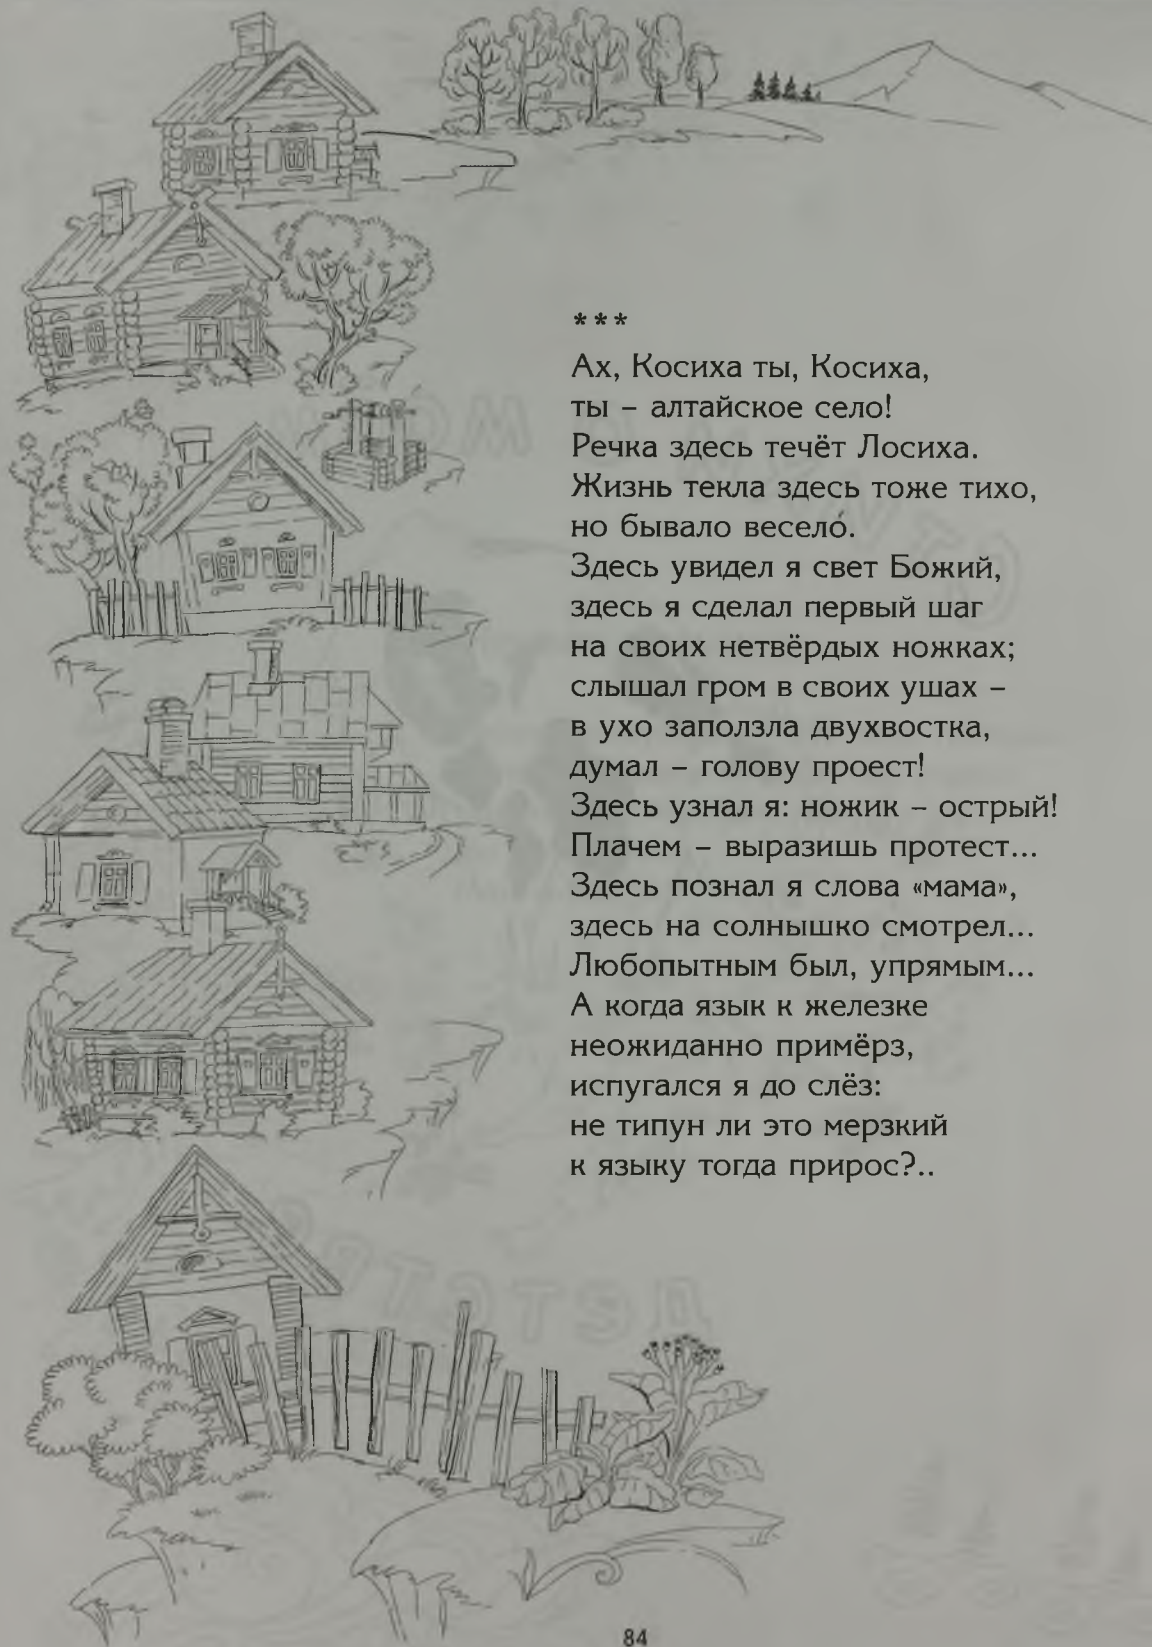 ***
Ах, Косиха ты, Косиха,
ты – алтайское село!
Речка здесь течёт Лосиха.
Жизнь текла здесь тоже тихо,
но бывало весело́.
Здесь увидел я свет Божий,
здесь я сделал первый шаг
на своих нетвёрдых ножках;
слышал гром в своих ушах –
в ухо заползла двухвостка,
думал – голову проест!
Здесь узнал я: ножик – острый!
Плачем – выразишь протест...
Здесь познал я слова «мама»,
здесь на солнышко смотрел...
Любопытным был, упрямым...
А когда язык к железке
неожиданно примёрз,
испугался я до слёз:
не типун ли это мерзкий
к языку тогда прирос?..
84